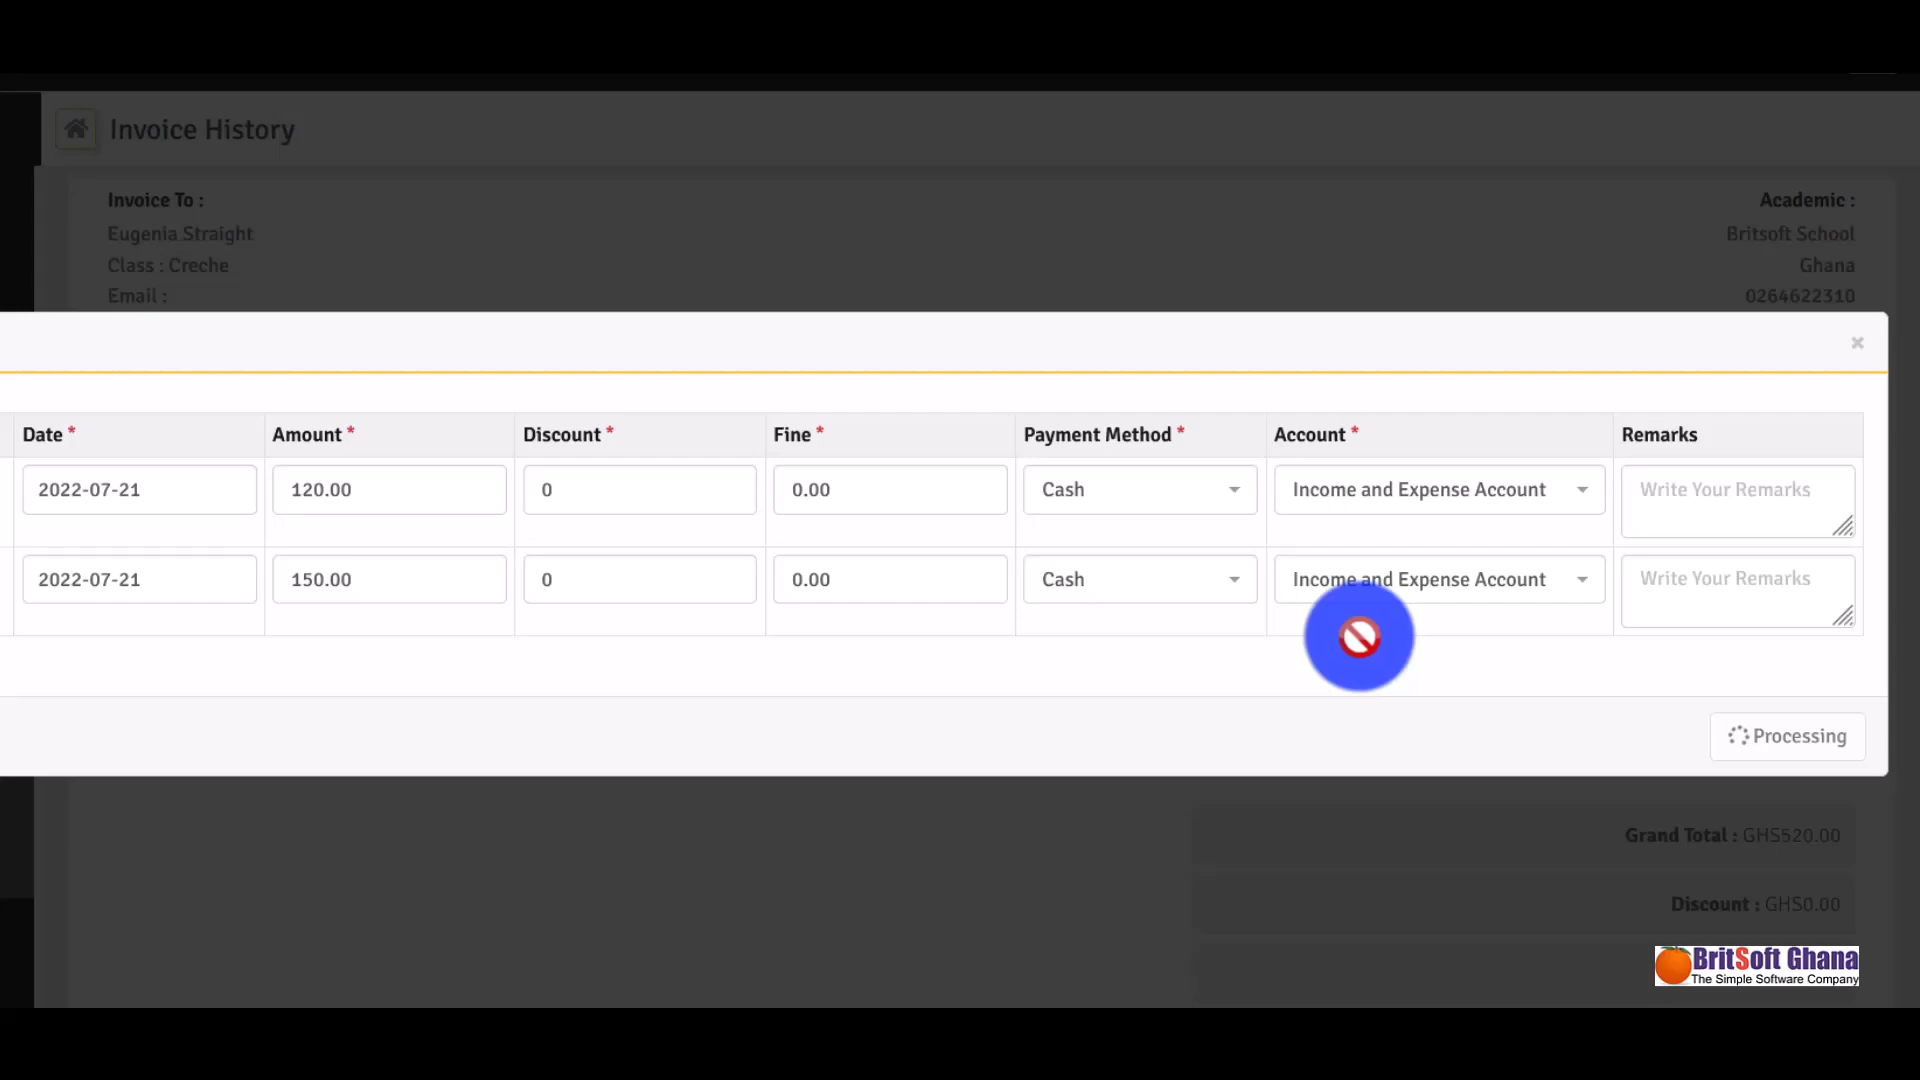 Invoice History
Invoice To :
Eugenia Straight
Class : Creche
Email :
Academic :
Britsoft School
Ghana
0264622310
×
Date * Amount * Discount * Fine * Payment Method * Account * Remarks
2022-07-21 120.00 0 0.00 Cash Income and Expense Account Write Your Remarks
2022-07-21 150.00 0 0.00 Cash Income and Expense Account Write Your Remarks
Processing
Grand Total : GHS520.00
Discount : GHS0.00
BritSoft Ghana
The Simple Software Company